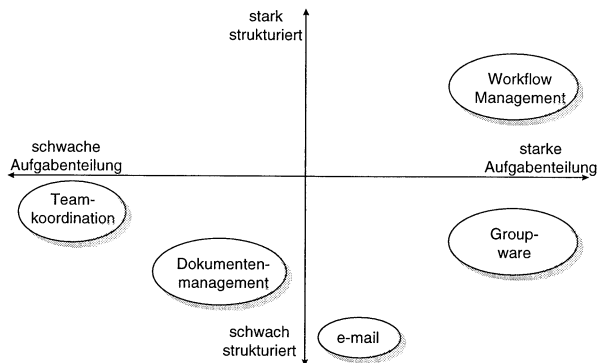 stark
strukturiert
Workflow
Management
schwache
Aufgabenteilung
starke
Aufgabenteilung
Team-
koordination
Group-
ware
Dokumenten-
management
schwach
strukturiert
e-mail